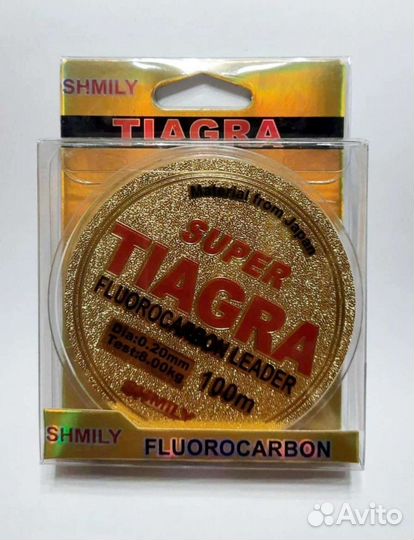 SHMILY
TIAGRA
Material from Japan
SUPER
TIAGRA
FLUOROCARBON LEADER
Dia:0.20mm
Test:8.00kg
100m
SHMILY
SHMILY
FLUOROCARBON
Avito